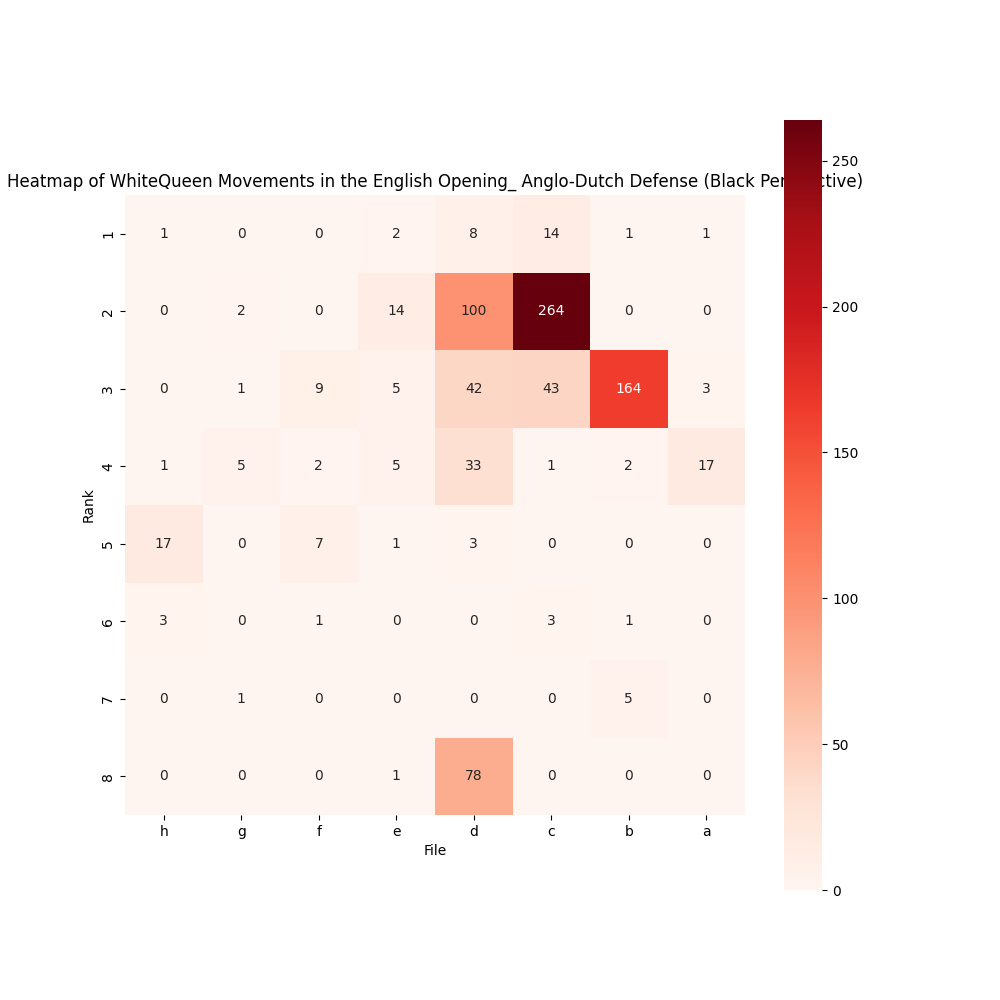 Heatmap of WhiteQueen Movements in the English Opening_ Anglo-Dutch Defense (Black Per ctive)
250
1 1 0 0 2 8 14 1 1
200
2 0 2 0 14 100 264 0 0
3 0 1 9 5 42 43 164 3
150
4 1 5 2 5 33 1 2 17
Rank
5 17 0 7 1 3 0 0 0
100
6 3 0 1 0 0 3 1 0
7 0 1 0 0 0 0 5 0
50
8 0 0 0 1 78 0 0 0
h g f e d c b a
File
0